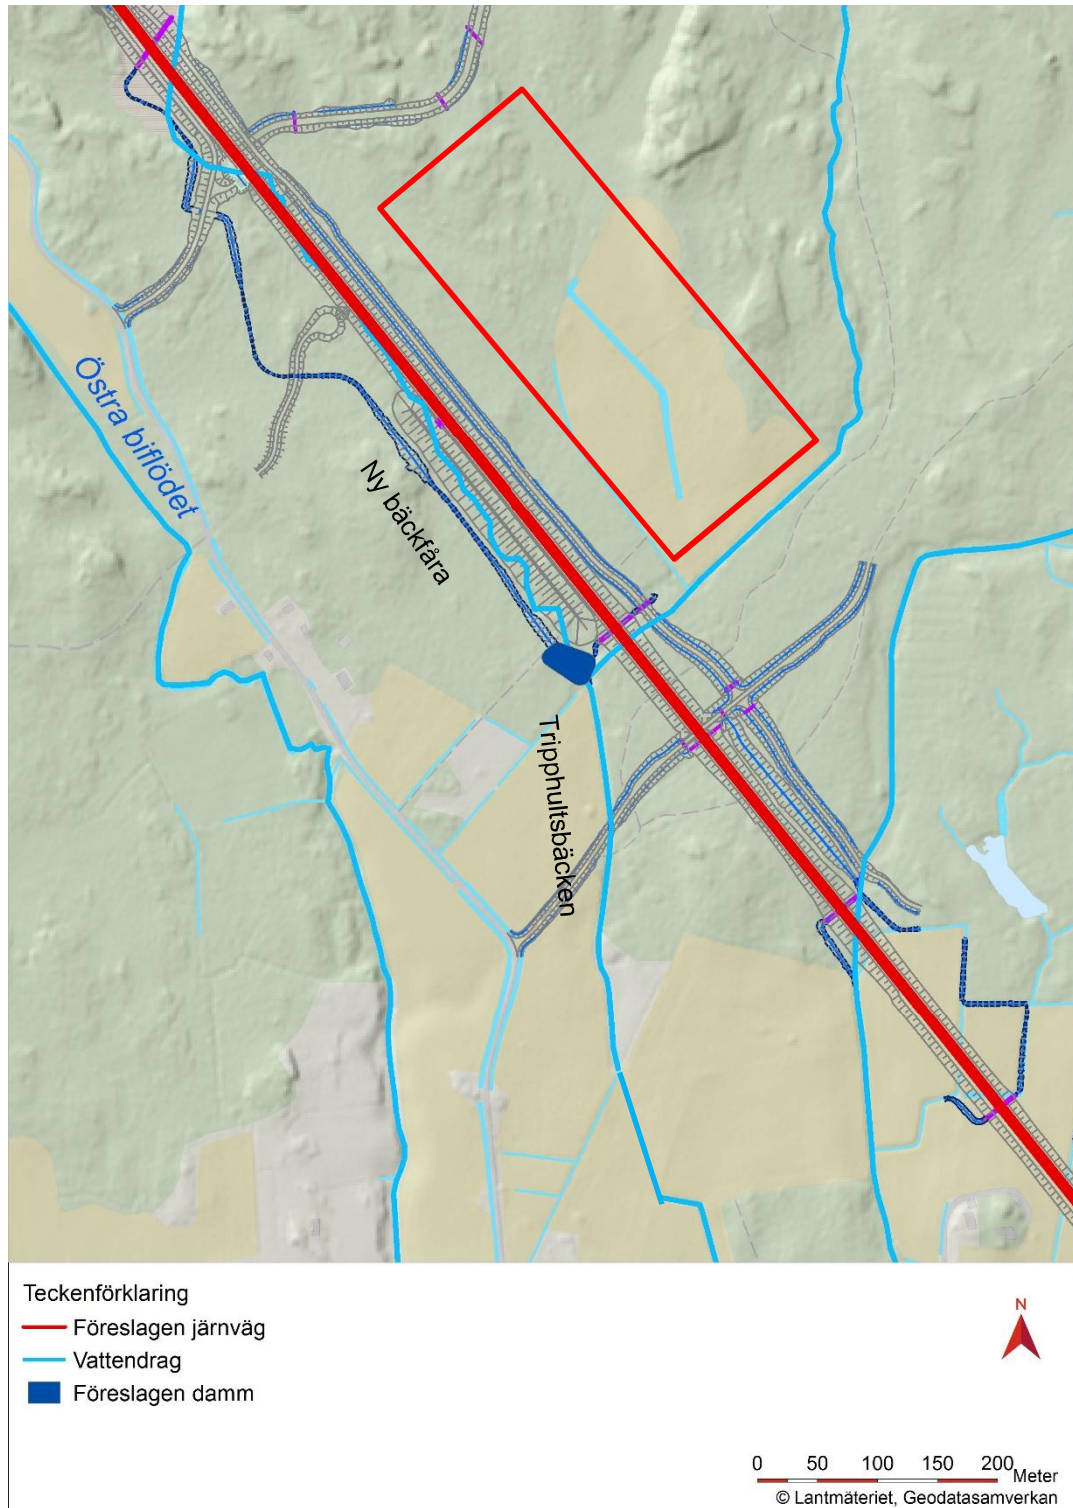 Östra biflödet
Ny bäckfåra
Tripphultsbäcken
Teckenförklaring
Föreslagen järnväg
Vattendrag
Föreslagen damm
N
0 50 100 150 200 Meter
© Lantmäteriet, Geodatasamverkan